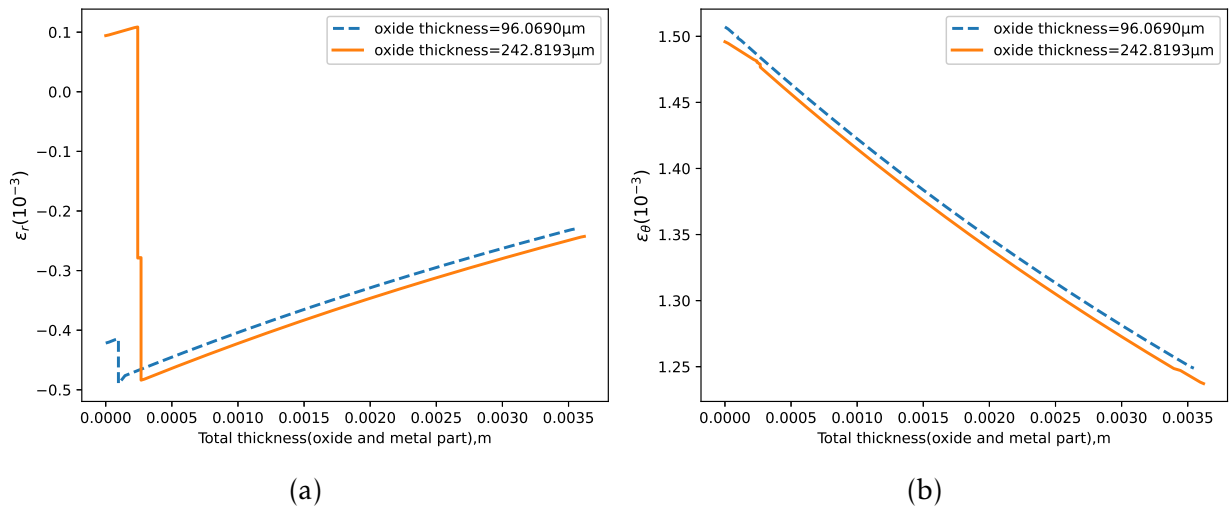 oxide thickness=96.0690μm
oxide thickness=242.8193μm
0.1
0.0
−0.1
−0.2
−0.3
−0.4
−0.5
εr(10⁻³)
0.0000 0.0005 0.0010 0.0015 0.0020 0.0025 0.0030 0.0035
Total thickness(oxide and metal part),m
(a)
oxide thickness=96.0690μm
oxide thickness=242.8193μm
1.50
1.45
1.40
1.35
1.30
1.25
εθ(10⁻³)
0.0000 0.0005 0.0010 0.0015 0.0020 0.0025 0.0030 0.0035
Total thickness(oxide and metal part),m
(b)